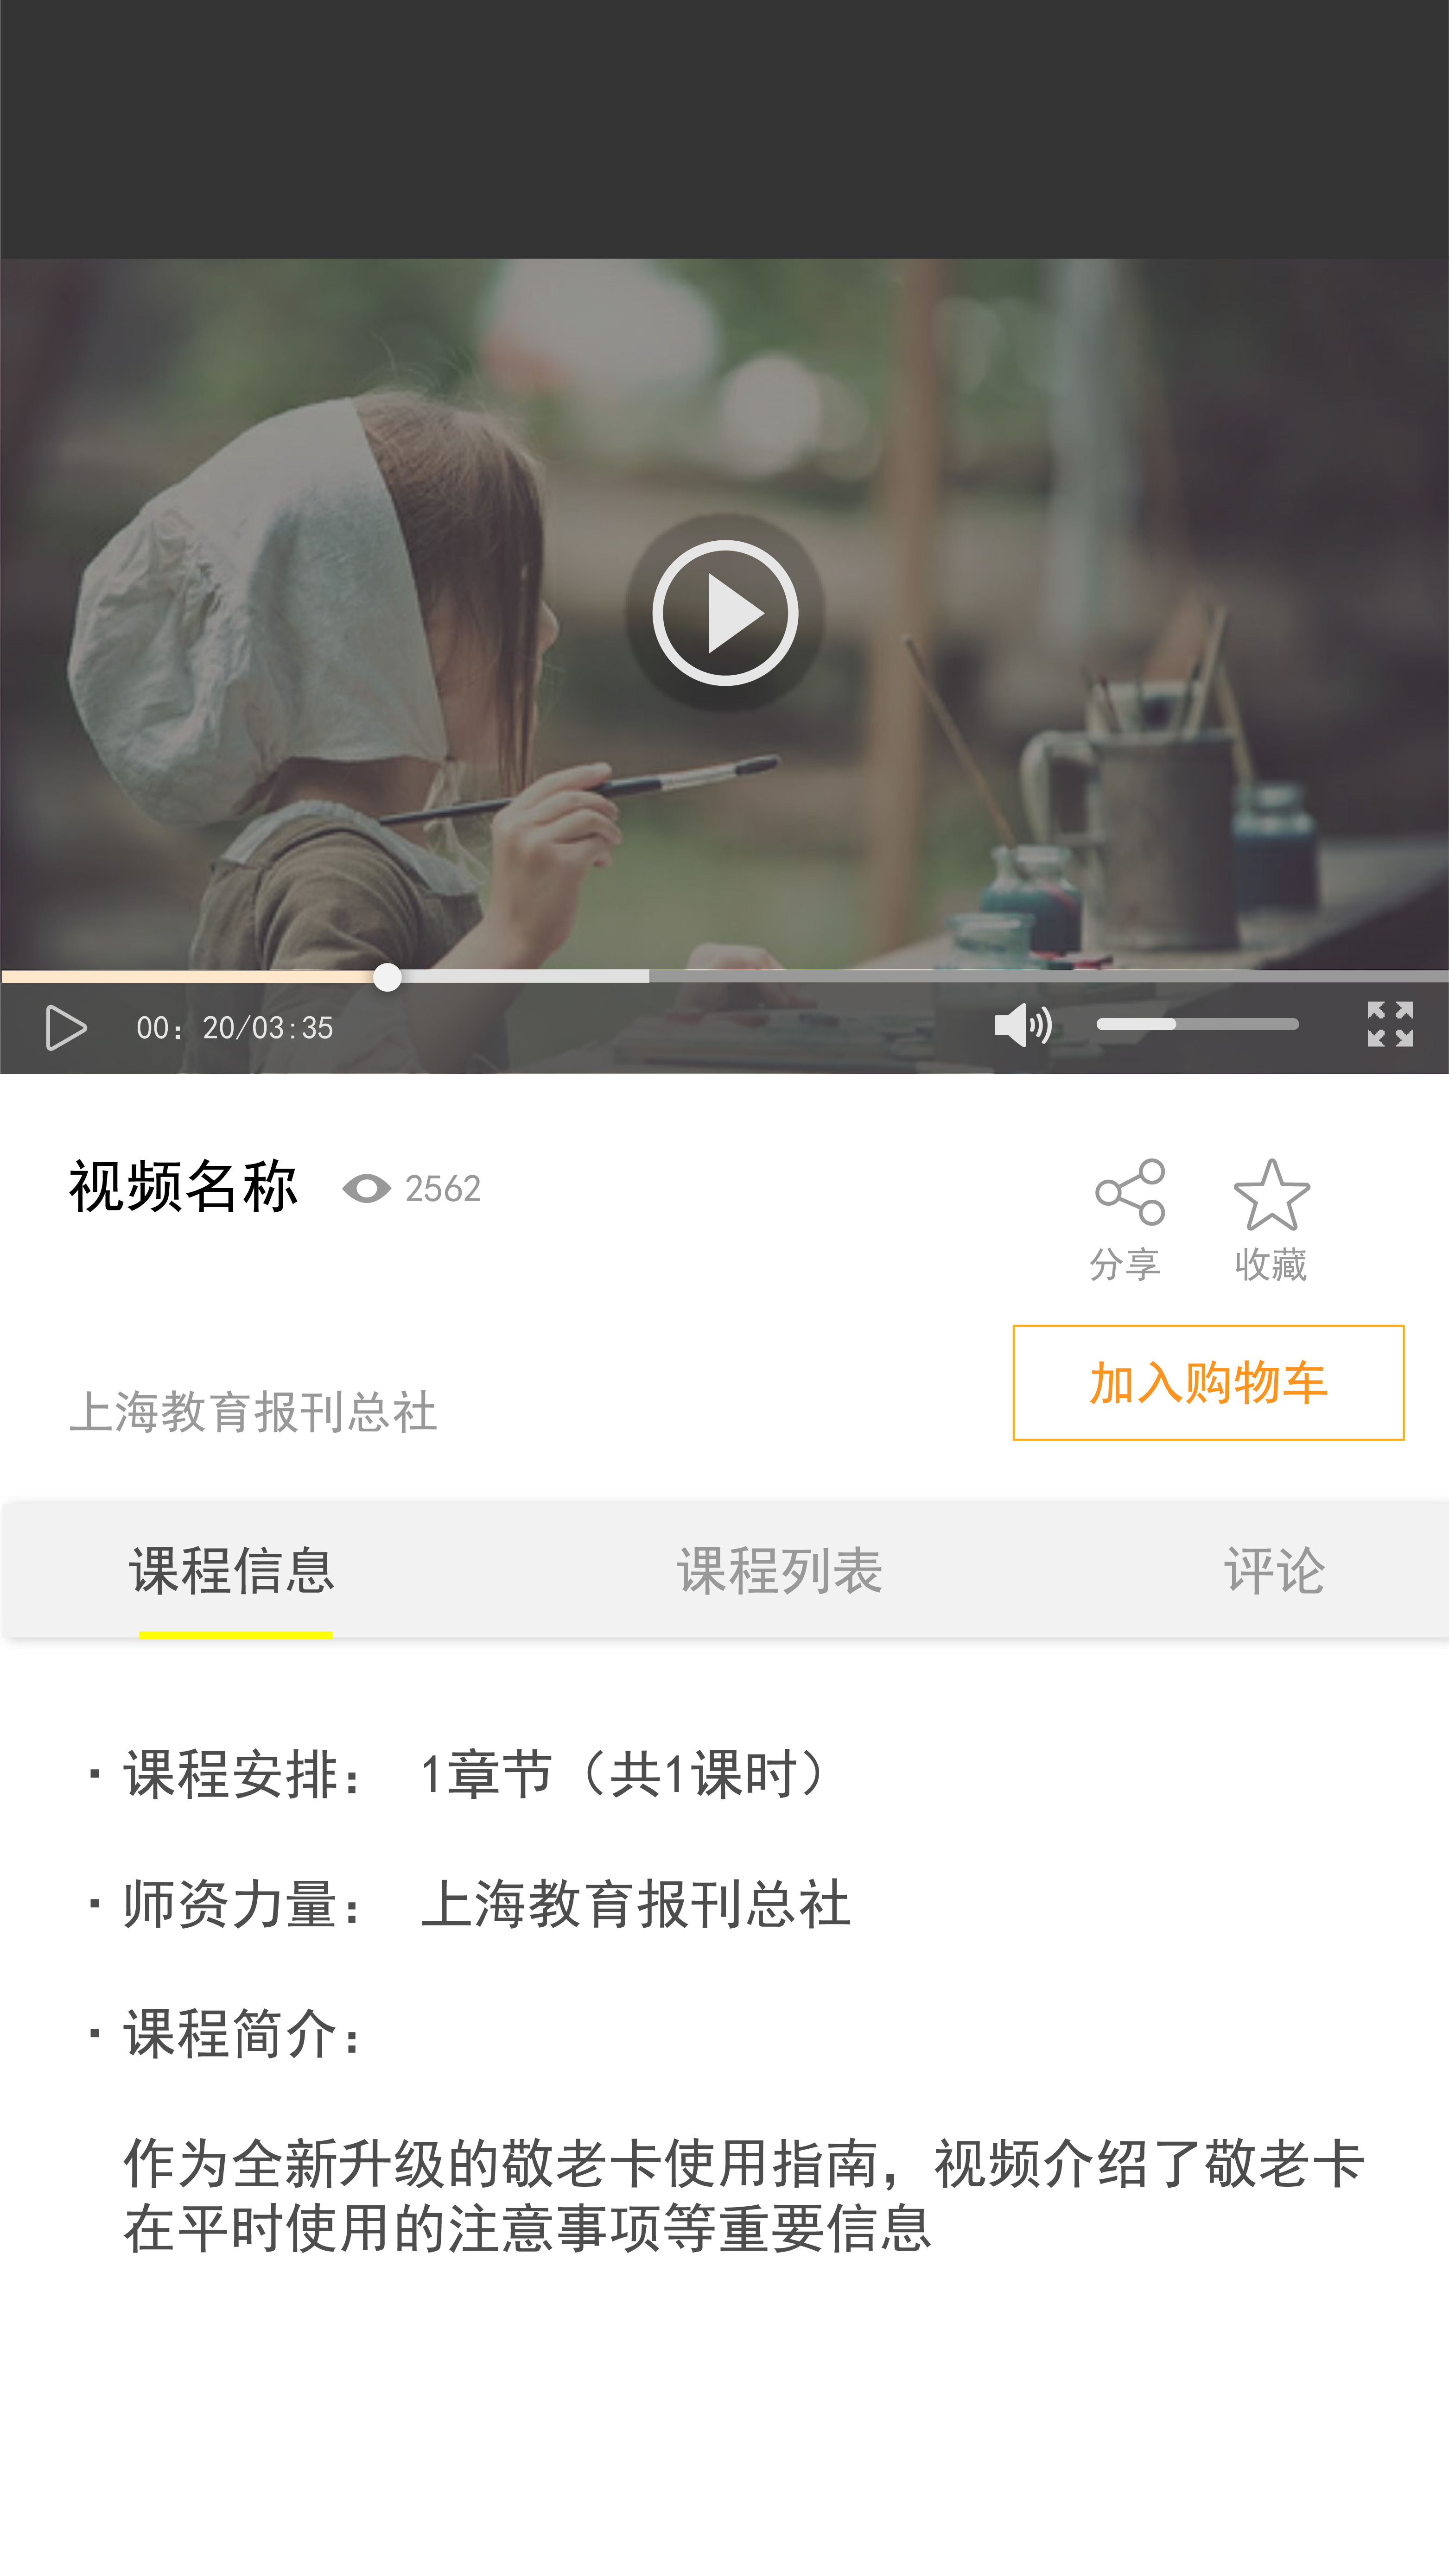 00：20/03:35
视频名称 2562
分享 收藏
加入购物车
上海教育报刊总社
课程信息 课程列表 评论
·课程安排： 1章节（共1课时）
·师资力量： 上海教育报刊总社
·课程简介：
作为全新升级的敬老卡使用指南，视频介绍了敬老卡
在平时使用的注意事项等重要信息